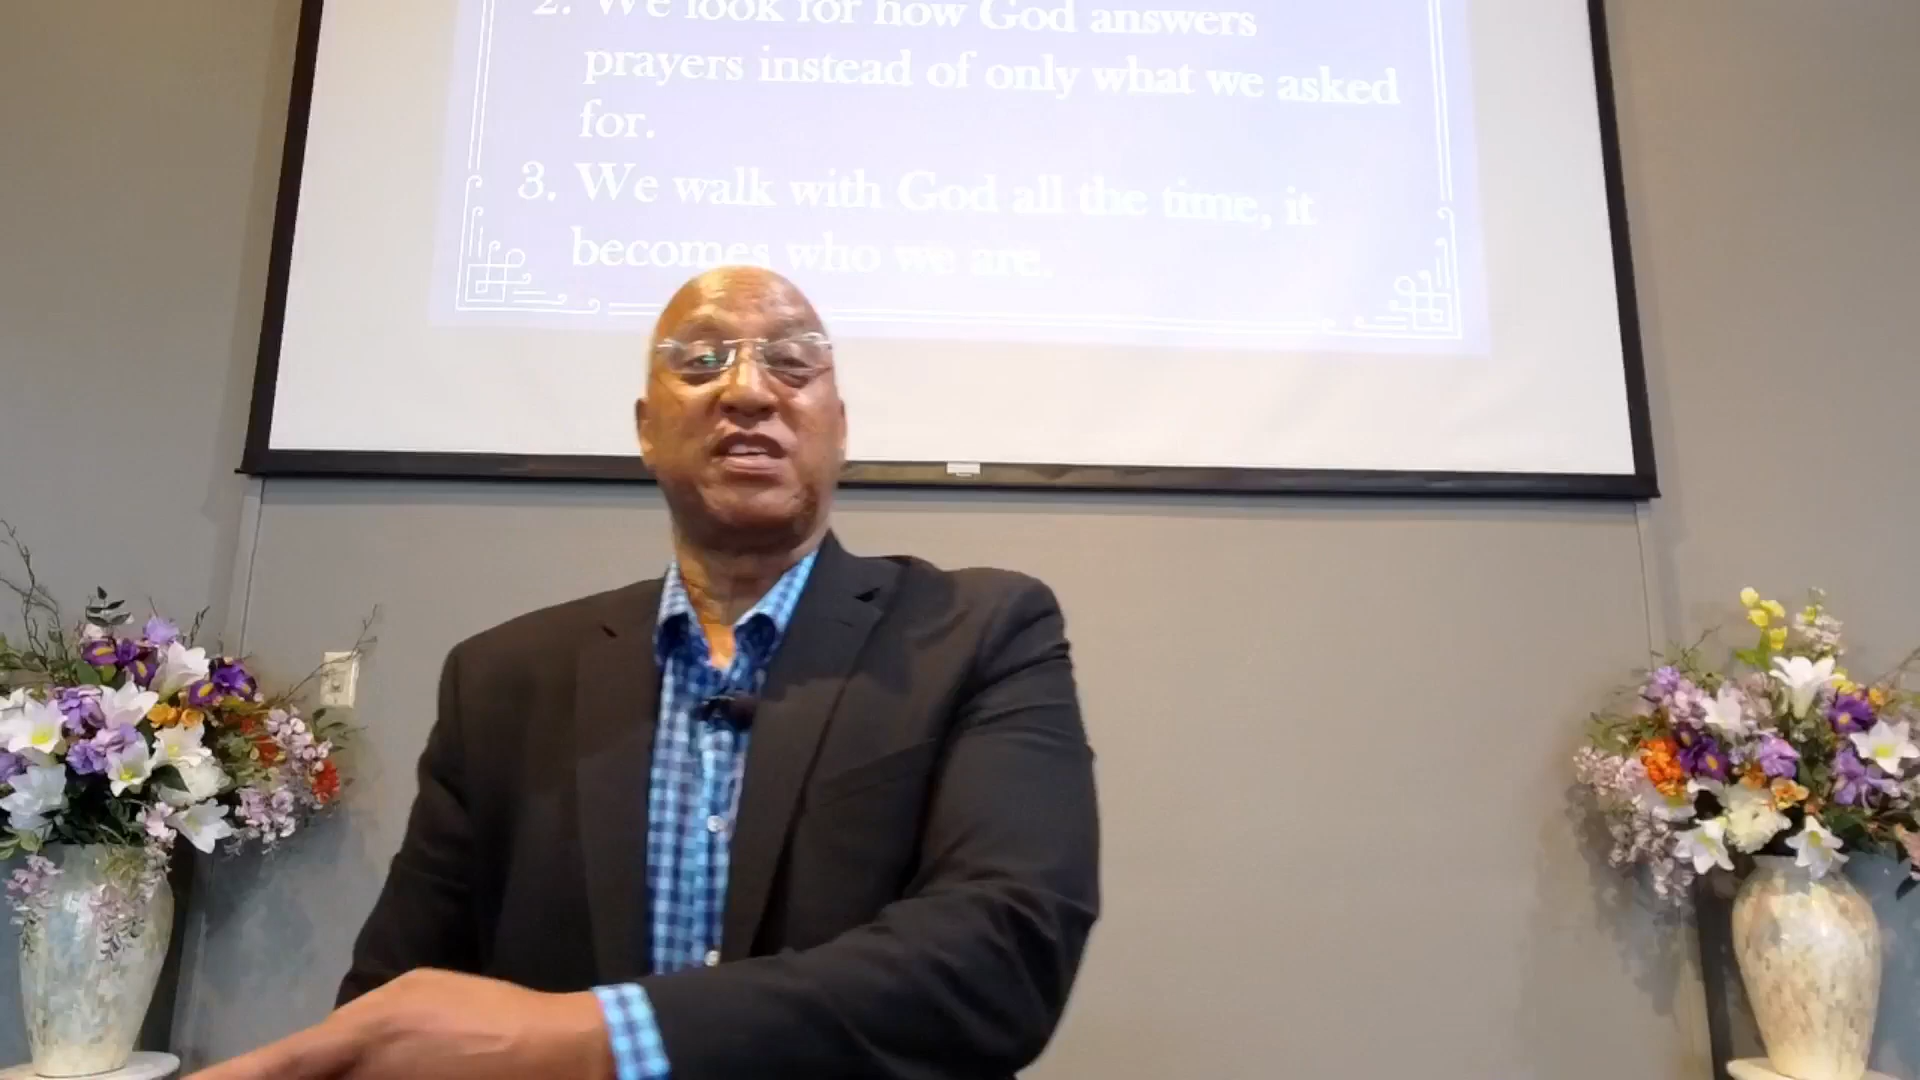 2. We look for how God answers
prayers instead of only what we asked
for.
3. We walk with God all the time, it
becomes who we are.